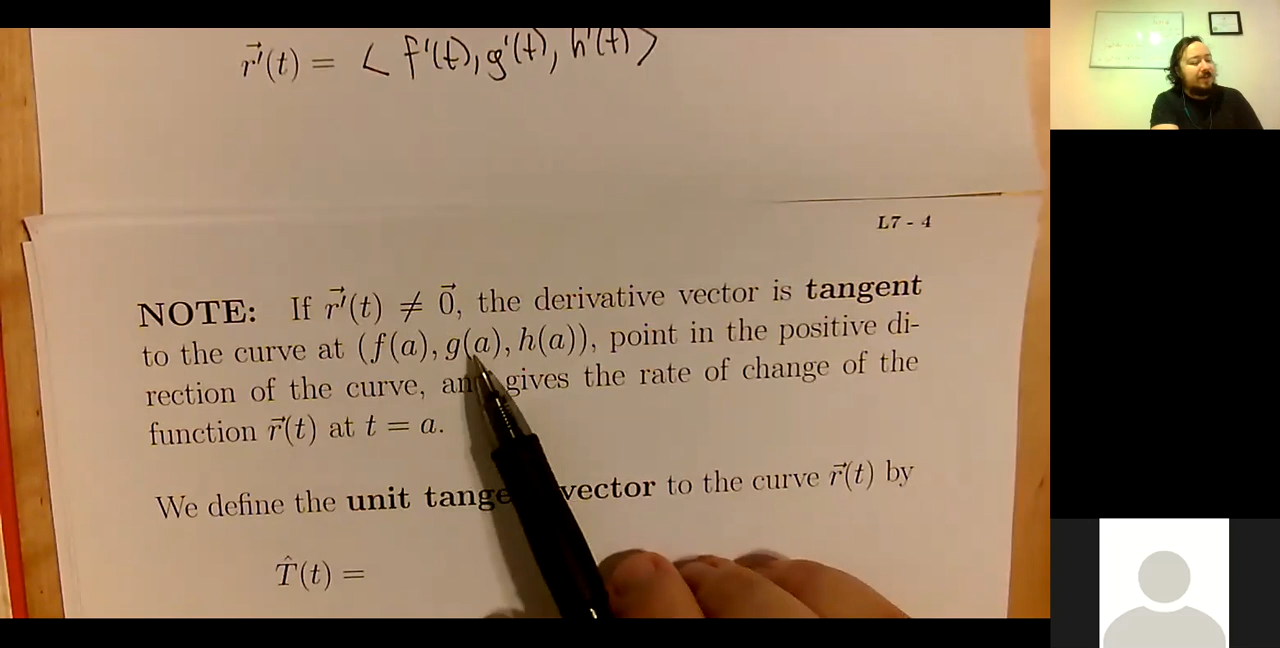 r⃗′(t) = < f'(t), g'(t), h'(t) >
L7 - 4
NOTE: If r⃗′(t) ≠ 0⃗, the derivative vector is tangent
to the curve at (f(a), g(a), h(a)), point in the positive di-
rection of the curve, and gives the rate of change of the
function r⃗(t) at t = a.
We define the unit tangent vector to the curve r⃗(t) by
T̂(t) =